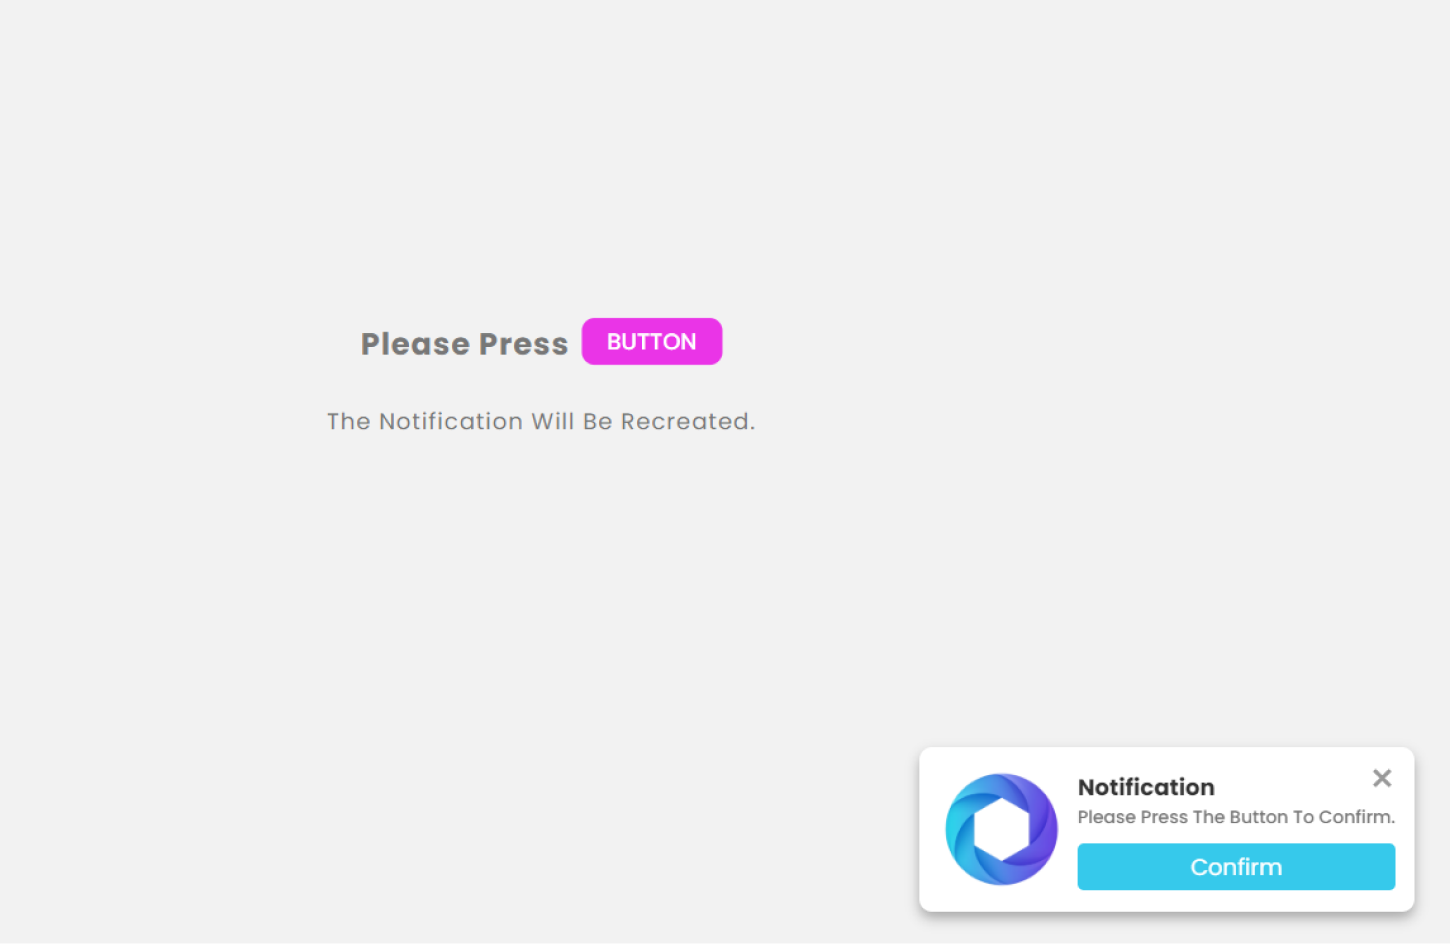 Please Press BUTTON
The Notification Will Be Recreated.
Notification
Please Press The Button To Confirm.
Confirm